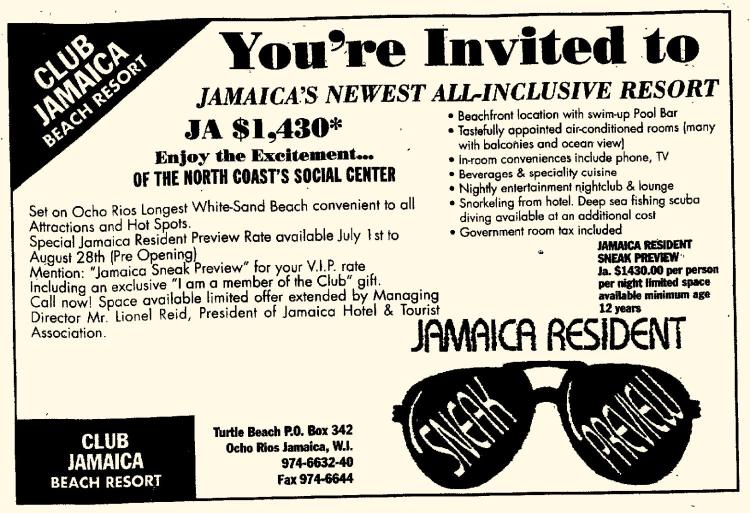 CLUB
JAMAICA
BEACH RESORT
You're Invited to
JAMAICA'S NEWEST ALL-INCLUSIVE RESORT
JA $1,430*
Enjoy the Excitement...
OF THE NORTH COAST'S SOCIAL CENTER
• Beachfront location with swim-up Pool Bar
• Tastefully appointed air-conditioned rooms (many
with balconies and ocean view)
• In-room conveniences include phone, TV
• Beverages & speciality cuisine
• Nightly entertainment nightclub & lounge
• Snorkeling from hotel. Deep sea fishing scuba
diving available at an additional cost
• Government room tax included
Set on Ocho Rios Longest White-Sand Beach convenient to all
Attractions and Hot Spots.
Special Jamaica Resident Preview Rate available July 1st to
August 28th (Pre Opening)
Mention: "Jamaica Sneak Preview" for your V.I.P. rate
Including an exclusive "I am a member of the Club" gift.
Call now! Space available limited offer extended by Managing
Director Mr. Lionel Reid, President of Jamaica Hotel & Tourist
Association.
JAMAICA RESIDENT
SNEAK PREVIEW
Ja. $1430.00 per person
per night limited space
available minimum age
12 years
JAMAICA RESIDENT
SNEAK PREVIEW
CLUB
JAMAICA
BEACH RESORT
Turtle Beach P.O. Box 342
Ocho Rios Jamaica, W.I.
974-6632-40
Fax 974-6644